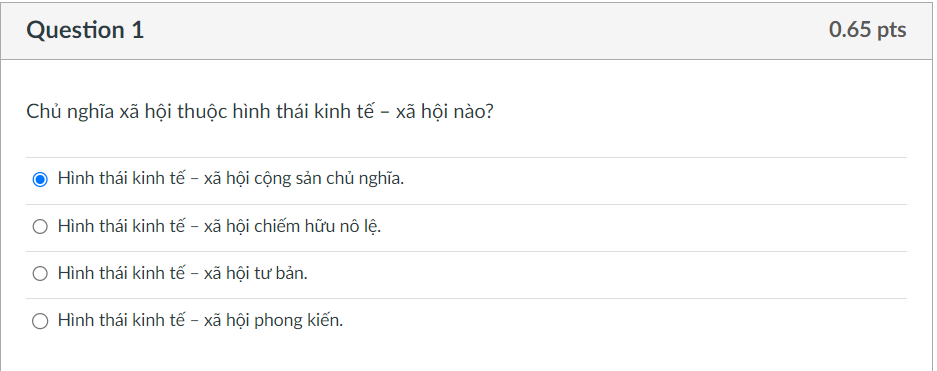 Question 1
0.65 pts
Chủ nghĩa xã hội thuộc hình thái kinh tế – xã hội nào?
Hình thái kinh tế – xã hội cộng sản chủ nghĩa.
Hình thái kinh tế – xã hội chiếm hữu nô lệ.
Hình thái kinh tế – xã hội tư bản.
Hình thái kinh tế – xã hội phong kiến.